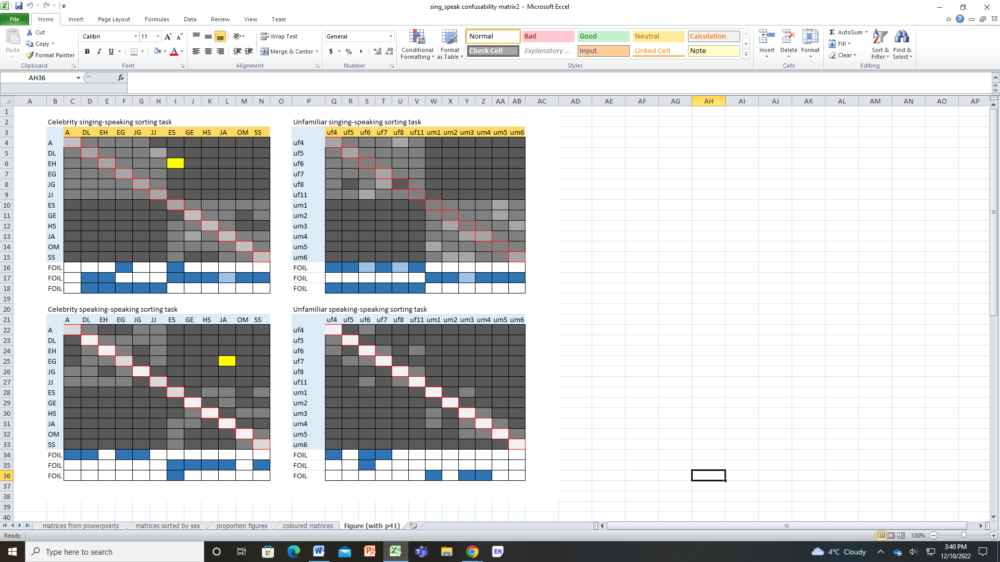 sing_speak confusability matrix2 - Microsoft Excel
File Home Insert Page Layout Formulas Data Review View Team
Paste Cut Copy Format Painter Clipboard
Calibri 11 A A B I U A Font
Wrap Text Merge & Center Alignment
General $ % , Number
Conditional Formatting Format as Table
Normal Bad Good Neutral Calculation
Check Cell Explanatory ... Input Linked Cell Note
Styles
Insert Delete Format Cells
Σ AutoSum Fill Clear Sort & Filter Find & Select Editing
AH36 fx
A B C D E F G H I J K L M N O P Q R S T U V W X Y Z AA AB AC AD AE AF AG AH AI AJ AK AL AM AN AO AP
1
2 Celebrity singing-speaking sorting task Unfamiliar singing-speaking sorting task
3 A DL EH EG JG JJ ES GE HS JA OM SS uf4 uf5 uf6 uf7 uf8 uf11 um1 um2 um3 um4 um5 um6
4 A uf4
5 DL uf5
6 EH uf6
7 EG uf7
8 JG uf8
9 JJ uf11
10 ES um1
11 GE um2
12 HS um3
13 JA um4
14 OM um5
15 SS um6
16 FOIL FOIL
17 FOIL FOIL
18 FOIL FOIL
19
20 Celebrity speaking-speaking sorting task Unfamiliar speaking-speaking sorting task
21 A DL EH EG JG JJ ES GE HS JA OM SS uf4 uf5 uf6 uf7 uf8 uf11 um1 um2 um3 um4 um5 um6
22 A uf4
23 DL uf5
24 EH uf6
25 EG uf7
26 JG uf8
27 JJ uf11
28 ES um1
29 GE um2
30 HS um3
31 JA um4
32 OM um5
33 SS um6
34 FOIL FOIL
35 FOIL FOIL
36 FOIL FOIL
37
38
39
40
matrices from powerpoints matrices sorted by sex proportion figures coloured matrices Figure (with p41)
Ready 100%
Type here to search EN 4°C Cloudy 3:40 PM
12/10/2022